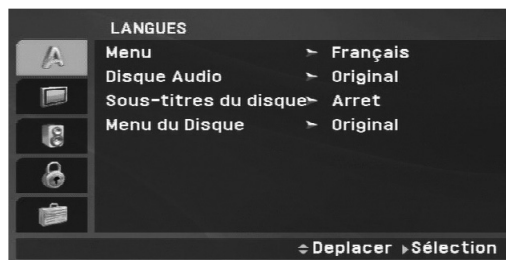 LANGUES
Menu ➢ Français
Disque Audio ➢ Original
Sous-titres du disque ➢ Arret
Menu du Disque ➢ Original
Deplacer Sélection